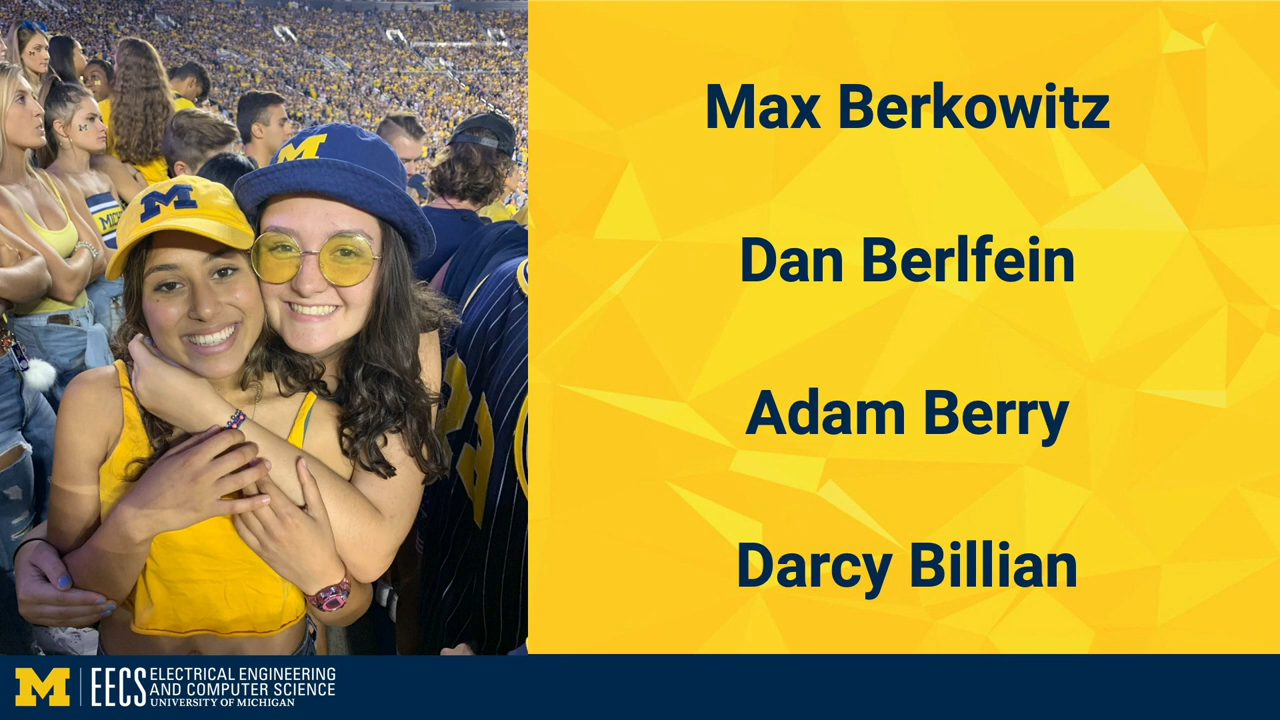 Max Berkowitz
Dan Berlfein
Adam Berry
Darcy Billian
M
M
M
EECS
ELECTRICAL ENGINEERING
AND COMPUTER SCIENCE
UNIVERSITY OF MICHIGAN